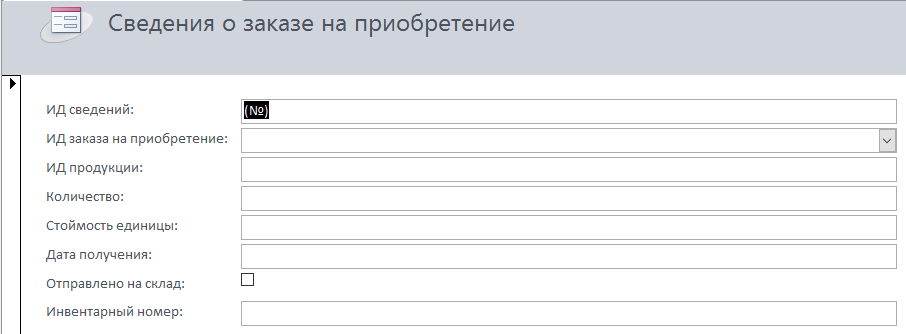 Сведения о заказе на приобретение
ИД сведений: (№)
ИД заказа на приобретение:
ИД продукции:
Количество:
Стоймость единицы:
Дата получения:
Отправлено на склад:
Инвентарный номер: